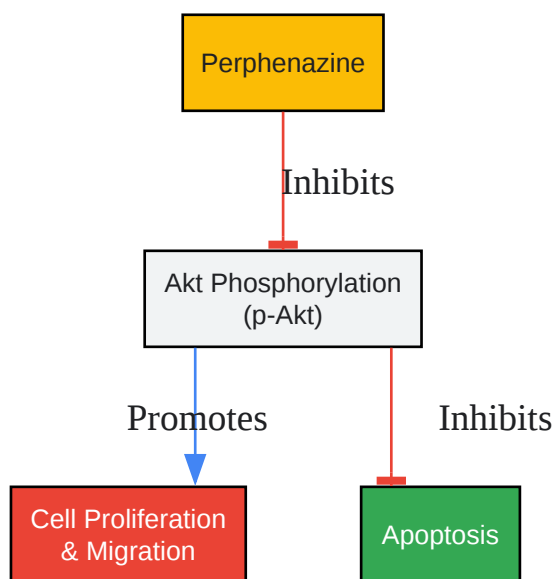 Perphenazine
Inhibits
Akt Phosphorylation
(p-Akt)
Promotes
Inhibits
Cell Proliferation
& Migration
Apoptosis